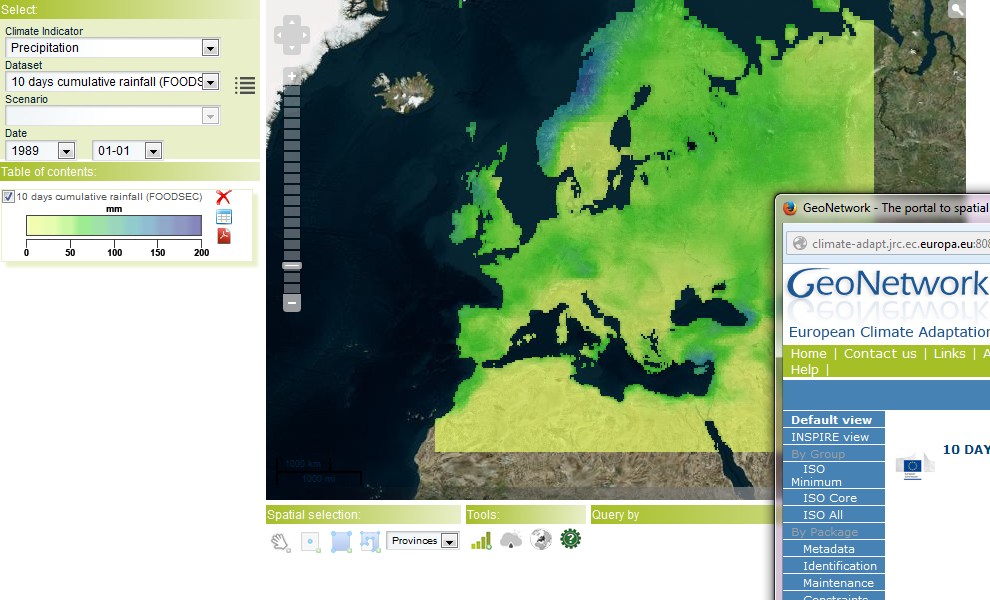 Select:
Climate Indicator
Precipitation
Dataset
10 days cumulative rainfall (FOODS
Scenario
Date
1989 01-01
Table of contents:
10 days cumulative rainfall (FOODSEC)
mm
0 50 100 150 200
1000 km
1000 mi
Spatial selection:
Tools:
Query by
Provinces
GeoNetwork - The portal to spatial
climate-adapt.jrc.ec.europa.eu:808
GeoNetwork
European Climate Adaptation
Home | Contact us | Links | A
Help |
Default view
INSPIRE view
By Group
ISO
Minimum
ISO Core
ISO All
By Package
Metadata
Identification
Maintenance
Constraints
10 DAY